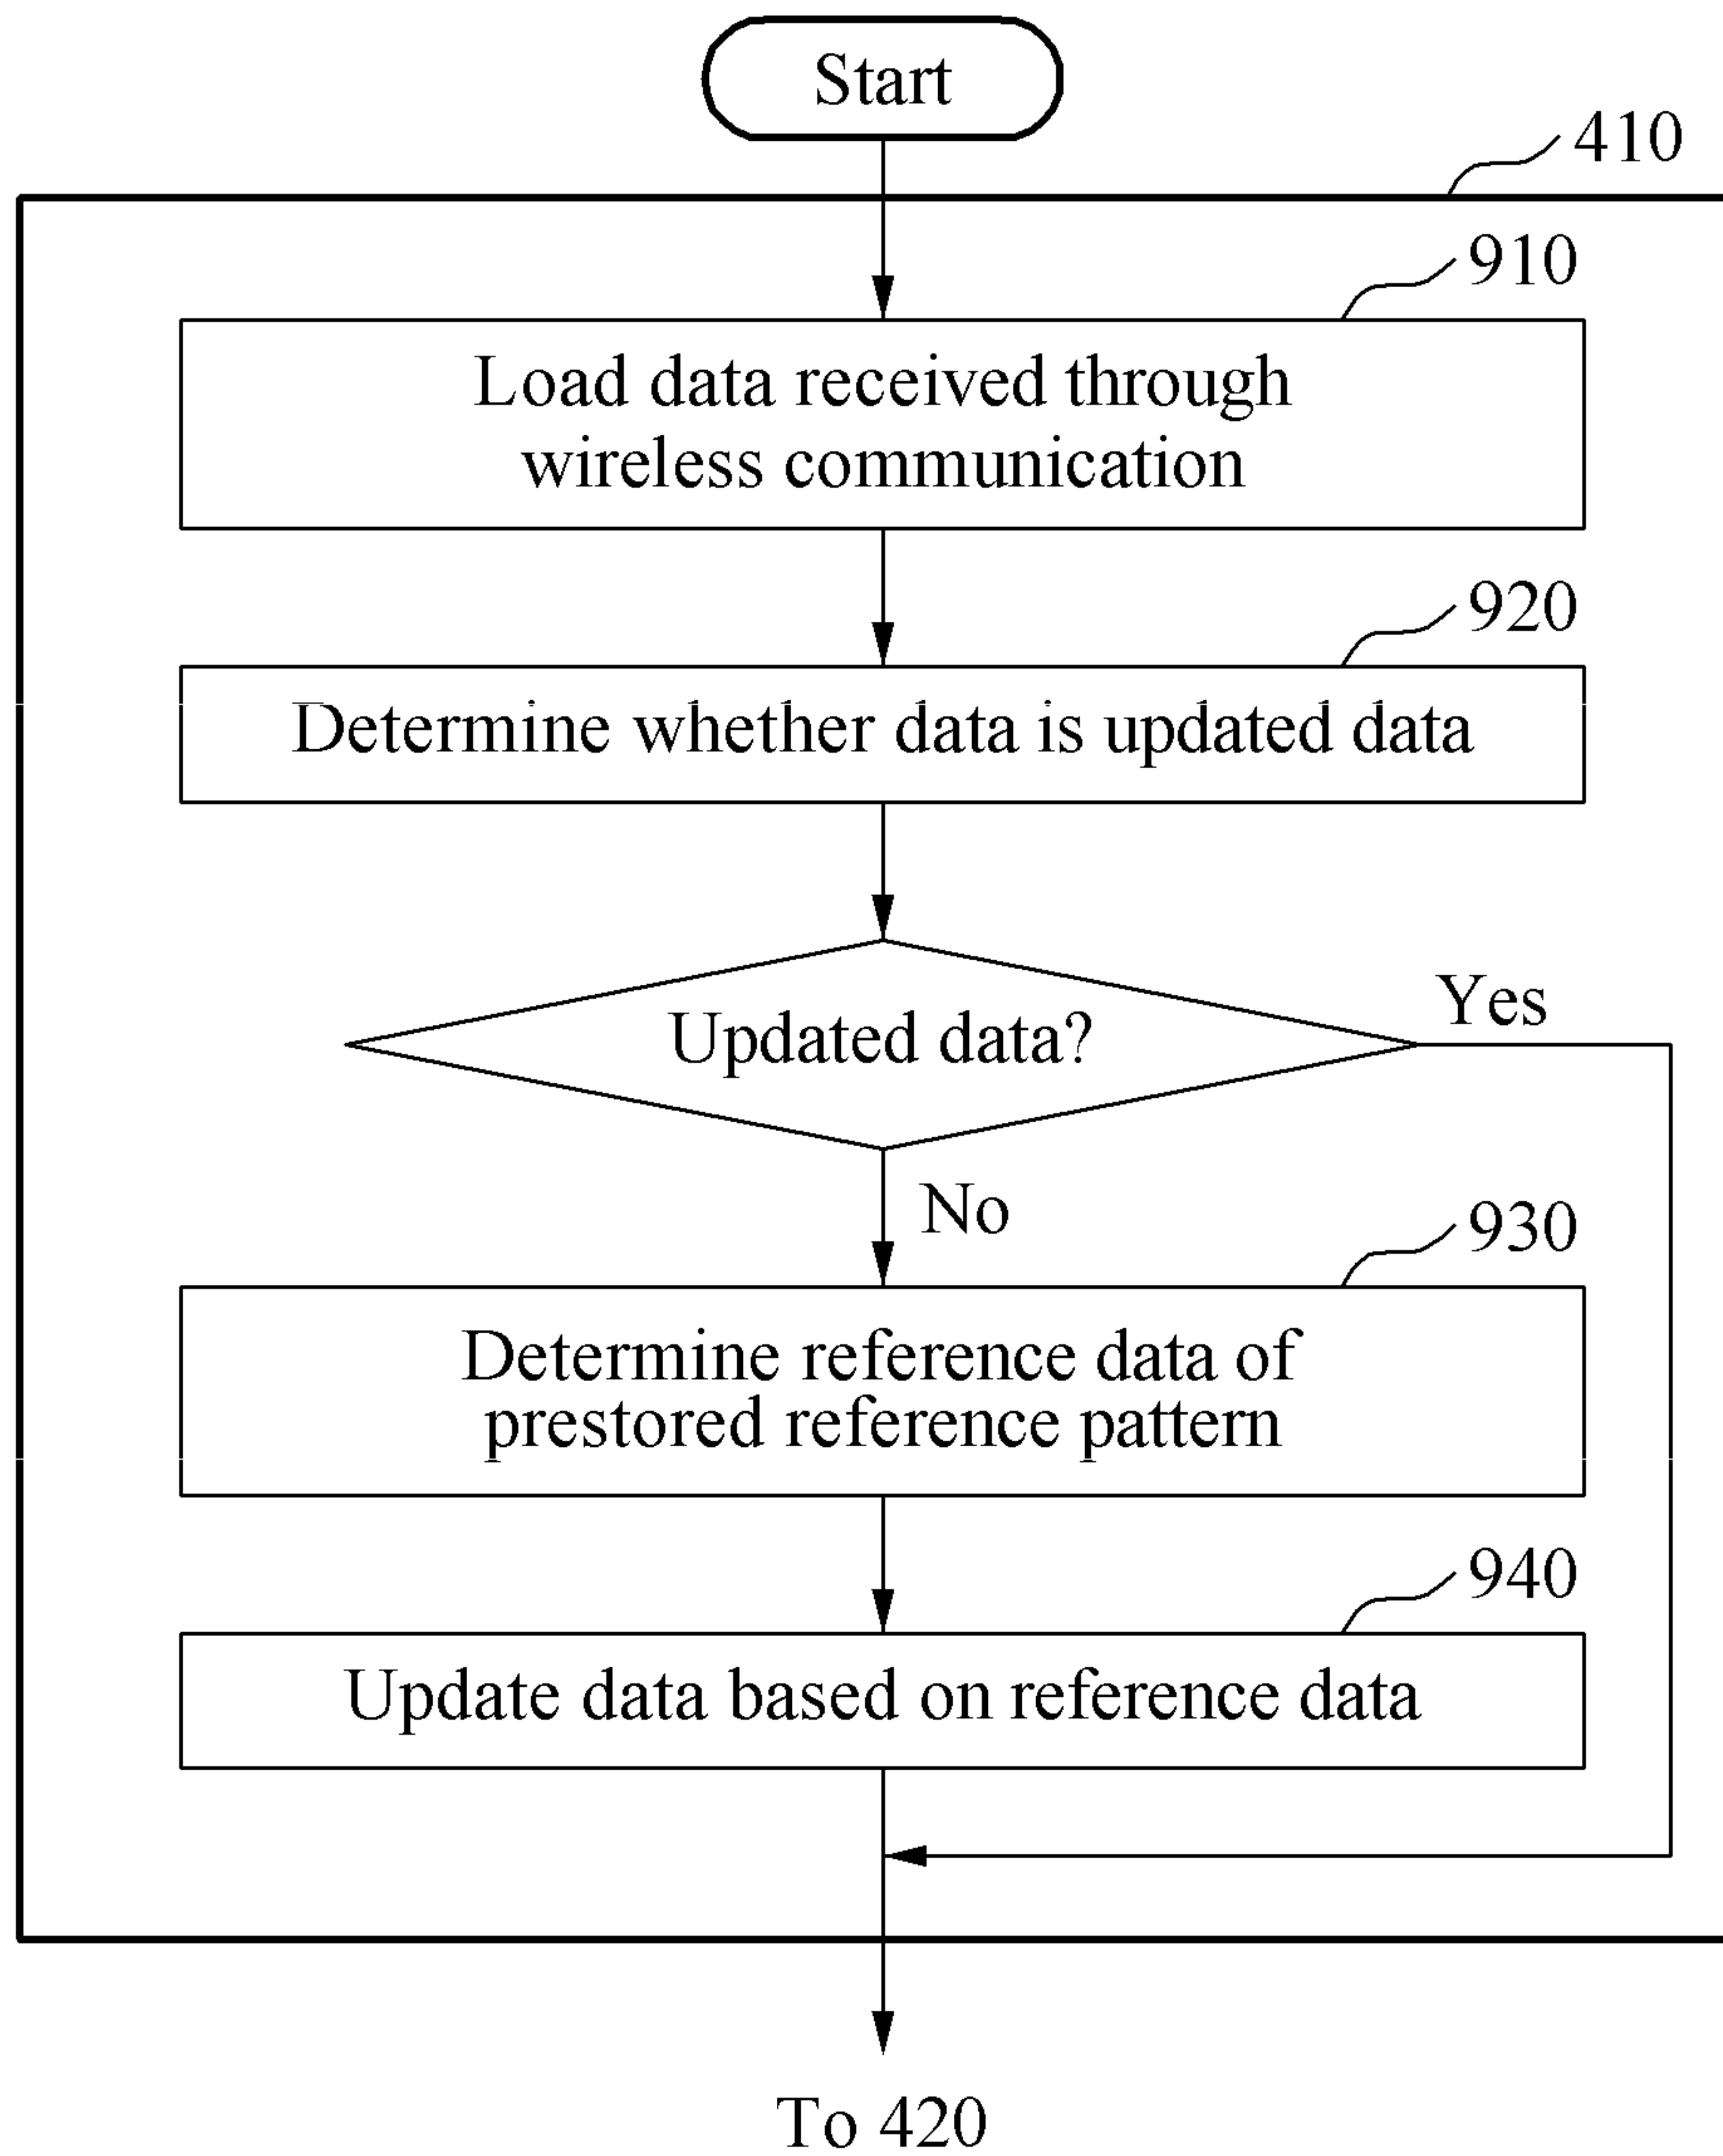 Start
410
910
Load data received through
wireless communication
920
Determine whether data is updated data
Updated data?
Yes
No
930
Determine reference data of
prestored reference pattern
940
Update data based on reference data
To 420